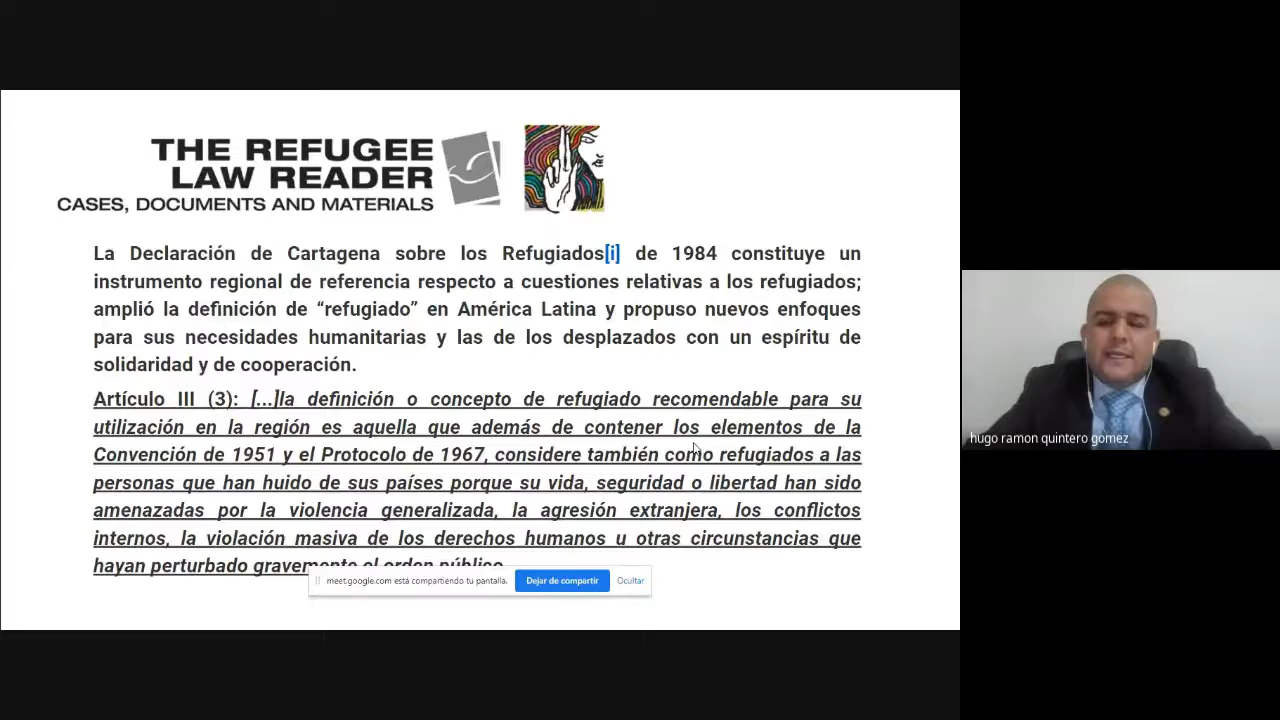 THE REFUGEE
LAW READER
CASES, DOCUMENTS AND MATERIALS
La Declaración de Cartagena sobre los Refugiados[i] de 1984 constituye un
instrumento regional de referencia respecto a cuestiones relativas a los refugiados;
amplió la definición de “refugiado” en América Latina y propuso nuevos enfoques
para sus necesidades humanitarias y las de los desplazados con un espíritu de
solidaridad y de cooperación.
Artículo III (3): [...]la definición o concepto de refugiado recomendable para su
utilización en la región es aquella que además de contener los elementos de la
Convención de 1951 y el Protocolo de 1967, considere también como refugiados a las
personas que han huido de sus países porque su vida, seguridad o libertad han sido
amenazadas por la violencia generalizada, la agresión extranjera, los conflictos
internos, la violación masiva de los derechos humanos u otras circunstancias que
hayan perturbado gravemente el orden público.
meet.google.com está compartiendo tu pantalla.
Dejar de compartir
Ocultar
hugo ramon quintero gomez